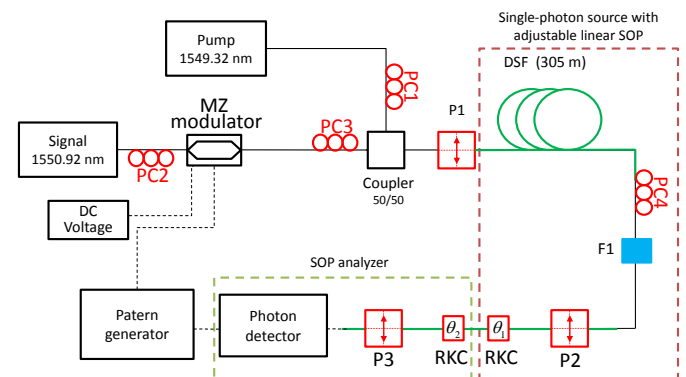 Single-photon source with
adjustable linear SOP
Pump
1549.32 nm
DSF (305 m)
PC1
MZ
modulator
P1
PC3
Signal
1550.92 nm
PC2
Coupler
50/50
PC4
DC
Voltage
F1
SOP analyzer
Patern
generator
Photon
detector
θ2
θ1
P3
RKC
RKC
P2